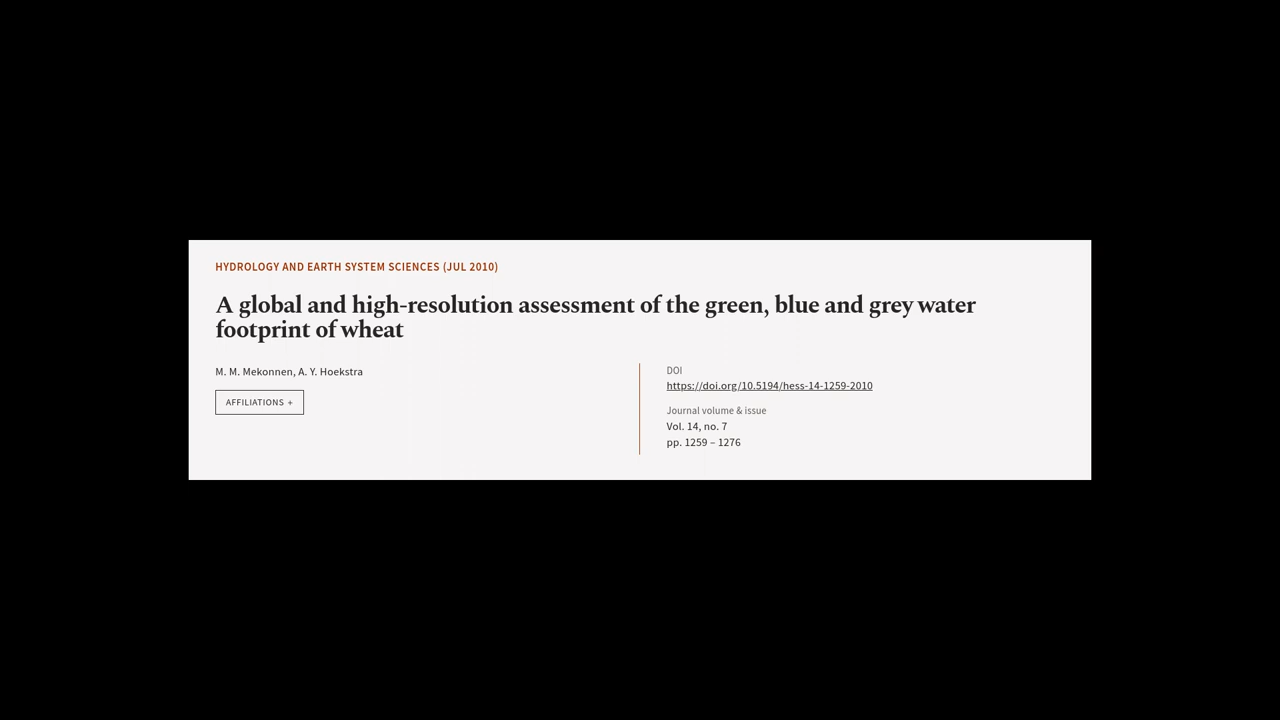 HYDROLOGY AND EARTH SYSTEM SCIENCES (JUL 2010)
A global and high-resolution assessment of the green, blue and grey water
footprint of wheat
M. M. Mekonnen, A. Y. Hoekstra
AFFILIATIONS +
DOI
https://doi.org/10.5194/hess-14-1259-2010
Journal volume & issue
Vol. 14, no. 7
pp. 1259 – 1276